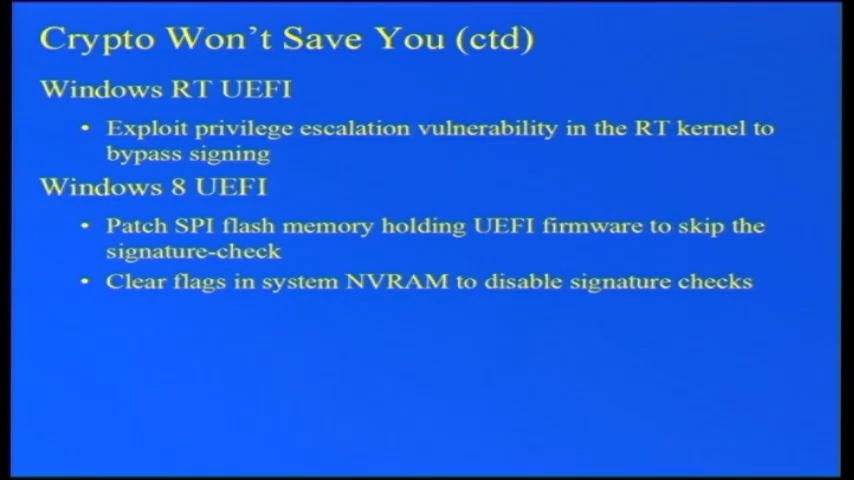 Crypto Won't Save You (ctd)
Windows RT UEFI
• Exploit privilege escalation vulnerability in the RT kernel to
bypass signing
Windows 8 UEFI
• Patch SPI flash memory holding UEFI firmware to skip the
signature-check
• Clear flags in system NVRAM to disable signature checks